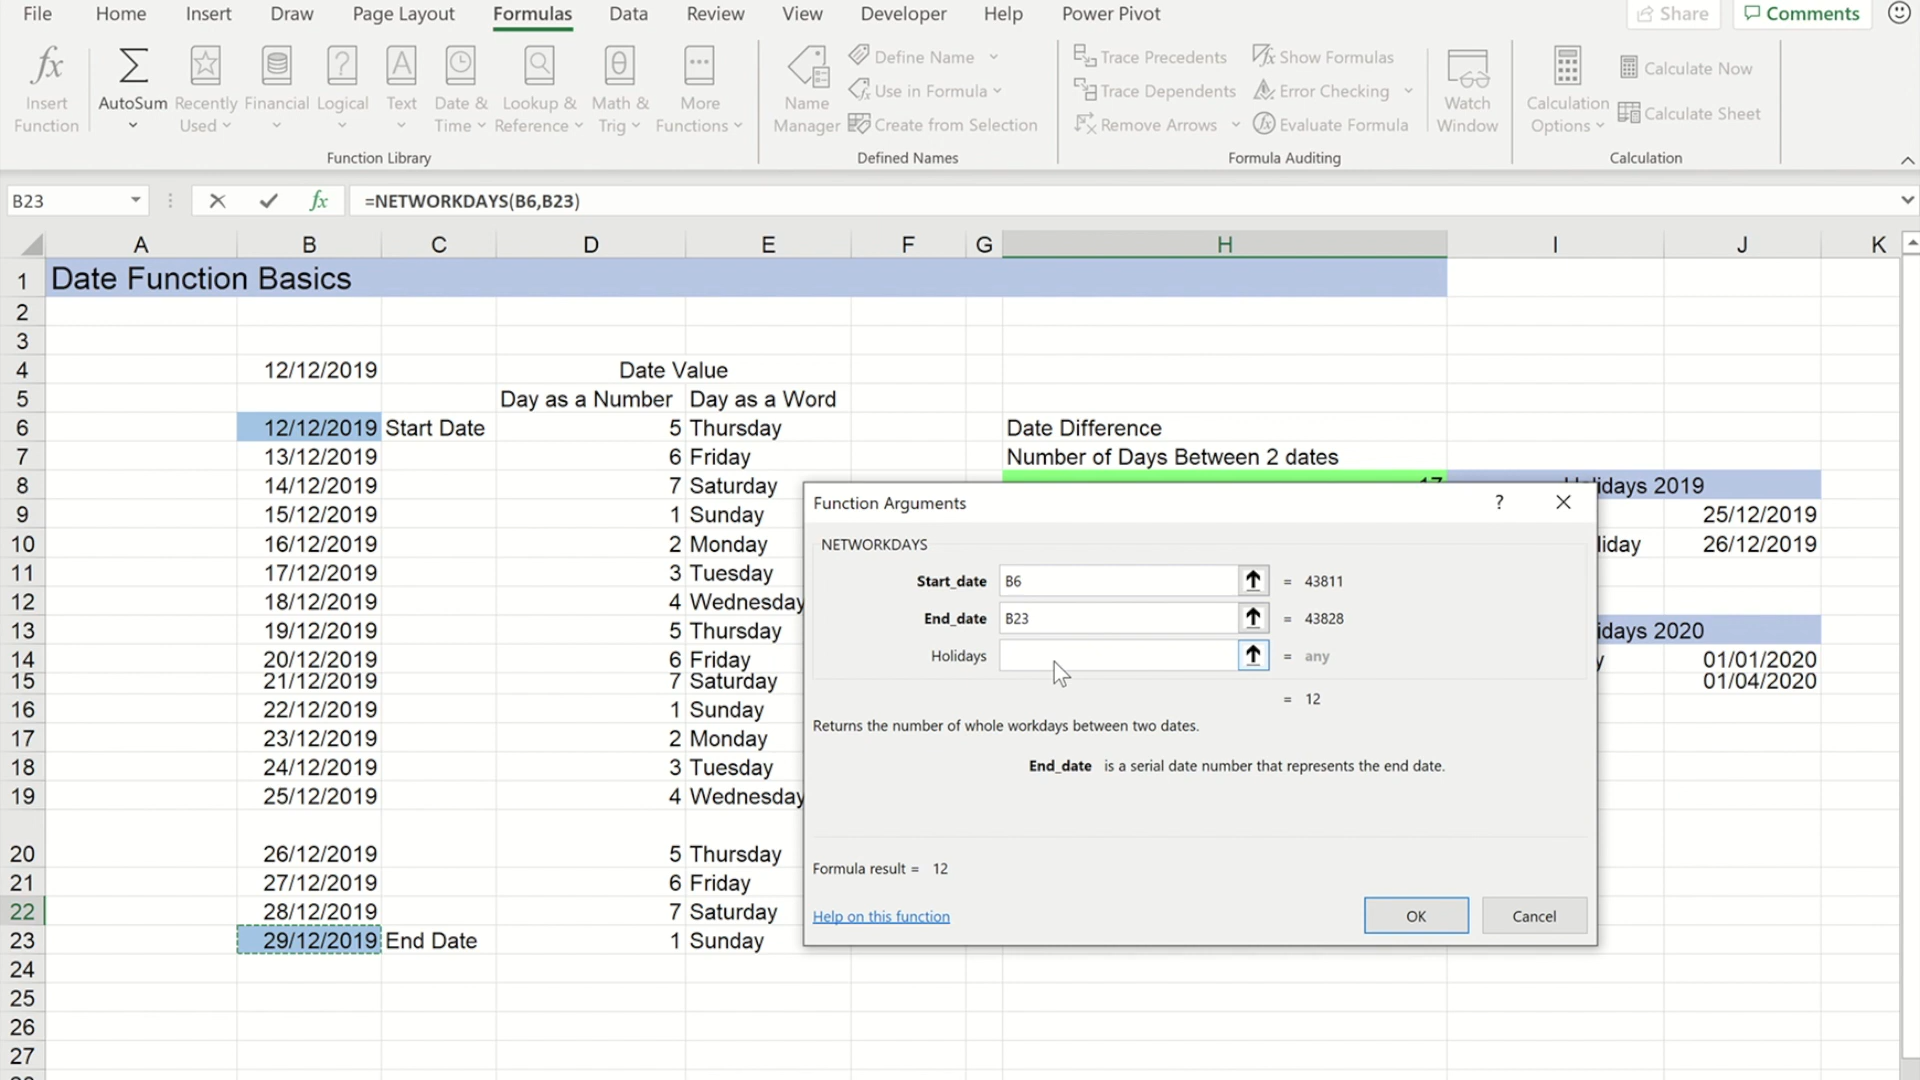 File Home Insert Draw Page Layout Formulas Data Review View Developer Help Power Pivot Share Comments
fx Insert Function
AutoSum
Recently Used
Financial
Logical
Text
Date & Time
Lookup & Reference
Math & Trig
More Functions
Function Library
Name Manager
Define Name
Use in Formula
Create from Selection
Defined Names
Trace Precedents
Trace Dependents
Remove Arrows
Show Formulas
Error Checking
Evaluate Formula
Formula Auditing
Watch Window
Calculation Options
Calculate Now
Calculate Sheet
Calculation
B23 fx =NETWORKDAYS(B6,B23)
A B C D E F G H I J K
1 Date Function Basics
2
3
4 12/12/2019 Date Value
5 Day as a Number Day as a Word
6 12/12/2019 Start Date 5 Thursday Date Difference
7 13/12/2019 6 Friday Number of Days Between 2 dates
8 14/12/2019 7 Saturday 17 Holidays 2019
9 15/12/2019 1 Sunday 25/12/2019
10 16/12/2019 2 Monday liday 26/12/2019
11 17/12/2019 3 Tuesday
12 18/12/2019 4 Wednesday
13 19/12/2019 5 Thursday idays 2020
14 20/12/2019 6 Friday y 01/01/2020
15 21/12/2019 7 Saturday 01/04/2020
16 22/12/2019 1 Sunday
17 23/12/2019 2 Monday
18 24/12/2019 3 Tuesday
19 25/12/2019 4 Wednesday
20 26/12/2019 5 Thursday
21 27/12/2019 6 Friday
22 28/12/2019 7 Saturday
23 29/12/2019 End Date 1 Sunday
24
25
26
27
Function Arguments ?
NETWORKDAYS
Start_date B6 = 43811
End_date B23 = 43828
Holidays = any
= 12
Returns the number of whole workdays between two dates.
End_date is a serial date number that represents the end date.
Formula result = 12
Help on this function OK Cancel